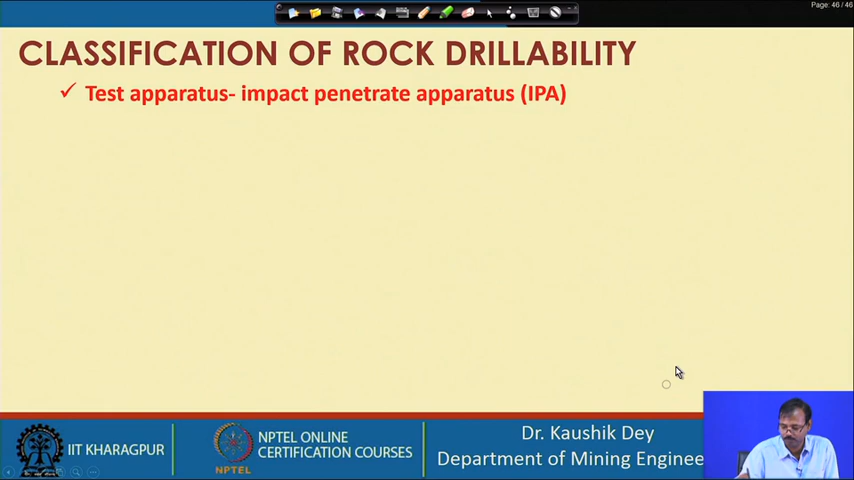 Page: 46 / 46
CLASSIFICATION OF ROCK DRILLABILITY
✓ Test apparatus- impact penetrate apparatus (IPA)
IIT KHARAGPUR
NPTEL
NPTEL ONLINE
CERTIFICATION COURSES
Dr. Kaushik Dey
Department of Mining Enginee